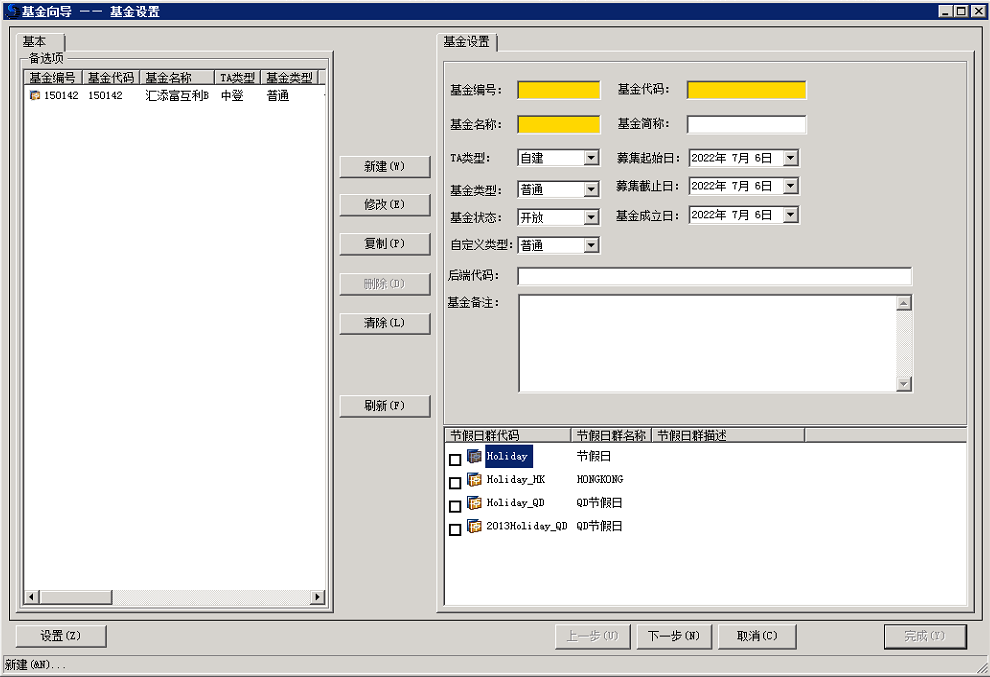 基金向导 —— 基金设置
基本
备选项
基金编号 基金代码 基金名称 TA类型 基金类型
150142 150142 汇添富互利B 中登 普通
新建(W)
修改(E)
复制(P)
删除(D)
清除(L)
刷新(F)
基金设置
基金编号： 基金代码：
基金名称： 基金简称：
TA类型： 自建 募集起始日： 2022年 7月 6日
基金类型： 普通 募集截止日： 2022年 7月 6日
基金状态： 开放 基金成立日： 2022年 7月 6日
自定义类型： 普通
后端代码：
基金备注：
节假日群代码 节假日群名称 节假日群描述
Holiday 节假日
Holiday_HK HONGKONG
Holiday_QD QD节假日
2013Holiday_QD QD节假日
设置(Z) 上一步(U) 下一步(N) 取消(C) 完成(Y)
新建(&N)...